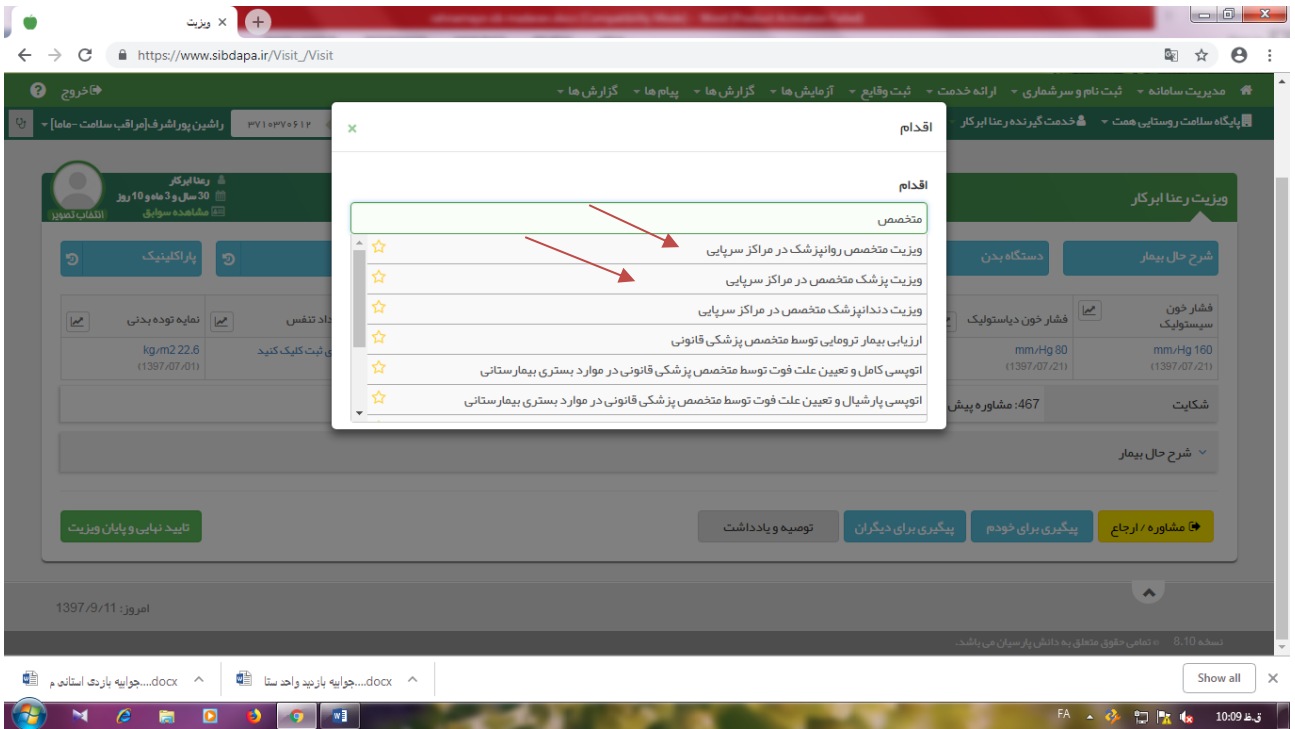 ویزیت
https://www.sibdapa.ir/Visit_/Visit
مدیریت سامانه
ثبت نام و سرشماری
ارائه خدمت
ثبت وقایع
آزمایش ها
گزارش ها
پیام ها
گزارش ها
خروج
پایگاه سلامت روستایی همت
خدمت گیرنده رعنا ابرکار
۳۷۱۰۳۷۰۶۱۲
راشین پوراشرف[مراقب سلامت -ماما]
اقدام
اقدام
متخصص
ویزیت متخصص روانپزشک در مراکز سرپایی
ویزیت پزشک متخصص در مراکز سرپایی
ویزیت دندانپزشک متخصص در مراکز سرپایی
ارزیابی بیمار ترومایی توسط متخصص پزشکی قانونی
اتوپسی کامل و تعیین علت فوت توسط متخصص پزشکی قانونی در موارد بستری بیمارستانی
اتوپسی پارشیال و تعیین علت فوت توسط متخصص پزشکی قانونی در موارد بستری بیمارستانی
ویزیت رعنا ابرکار
رعنا ابرکار
30 سال و 3 ماه و 10 روز
مشاهده سوابق
انتخاب تصویر
شرح حال بیمار
دستگاه بدن
پاراکلینیک
فشار خون سیستولیک
160 mm/Hg
(1397/07/21)
فشار خون دیاستولیک
80 mm/Hg
(1397/07/21)
داد تنفس
ی ثبت کلیک کنید
نمایه توده بدنی
22.6 kg/m2
(1397/07/01)
شکایت
467: مشاوره پیش
شرح حال بیمار
مشاوره / ارجاع
پیگیری برای خودم
پیگیری برای دیگران
توصیه و یادداشت
تایید نهایی و پایان ویزیت
امروز: 1397/9/11
نسخه 8.10 © تمامی حقوق متعلق به دانش پارسیان می باشد.
جوابیه بازدی استانی م....docx
جوابیه بازدید واحد ستا....docx
Show all
FA
10:09 ق.ظ